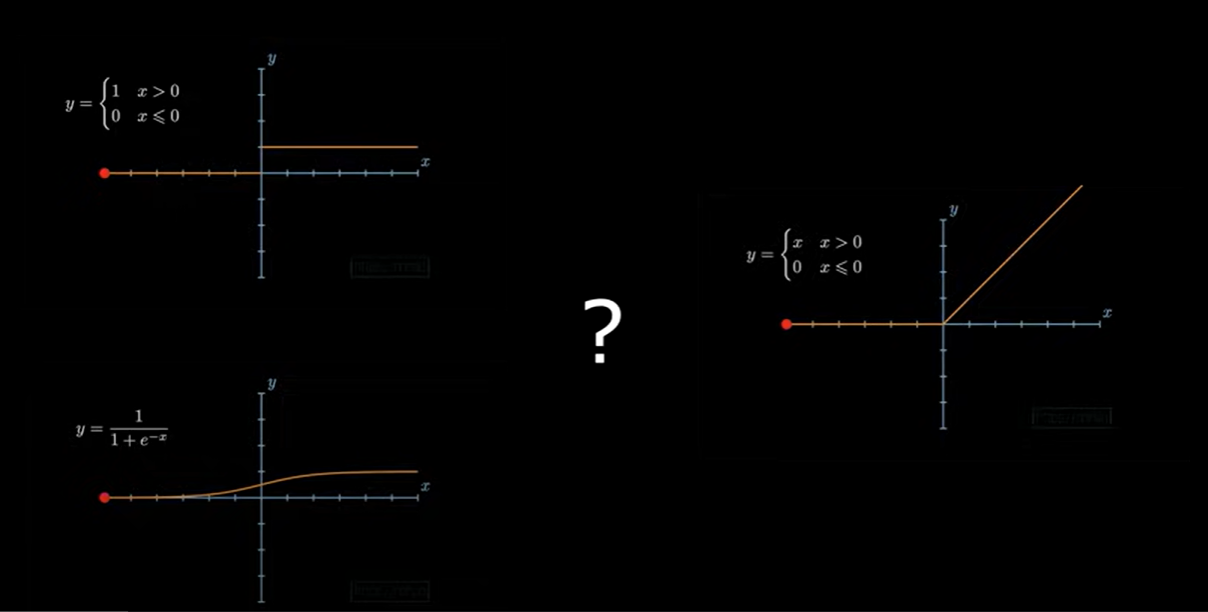 y
y = { 1 x > 0
0 x ⩽ 0
x
y
y = { x x > 0
0 x ⩽ 0
x
?
y
y = 1 / (1 + e^{-x})
x